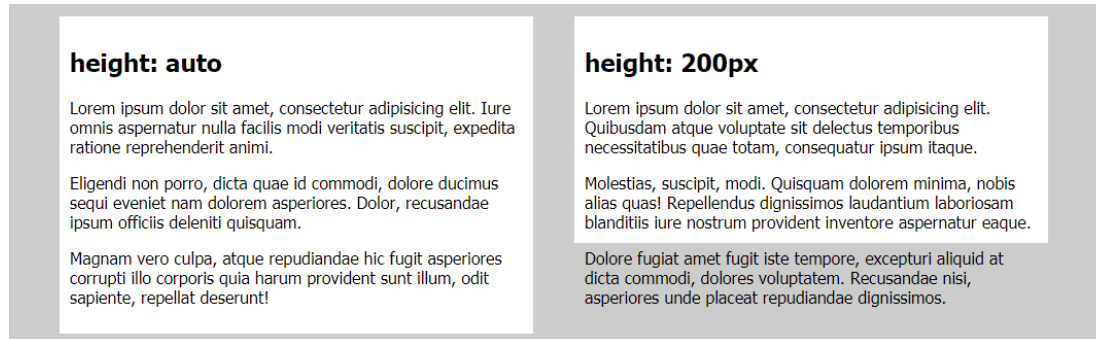 height: auto
Lorem ipsum dolor sit amet, consectetur adipisicing elit. Iure
omnis aspernatur nulla facilis modi veritatis suscipit, expedita
ratione reprehenderit animi.
Eligendi non porro, dicta quae id commodi, dolore ducimus
sequi eveniet nam dolorem asperiores. Dolor, recusandae
ipsum officiis deleniti quisquam.
Magnam vero culpa, atque repudiandae hic fugit asperiores
corrupti illo corporis quia harum provident sunt illum, odit
sapiente, repellat deserunt!
height: 200px
Lorem ipsum dolor sit amet, consectetur adipisicing elit.
Quibusdam atque voluptate sit delectus temporibus
necessitatibus quae totam, consequatur ipsum itaque.
Molestias, suscipit, modi. Quisquam dolorem minima, nobis
alias quas! Repellendus dignissimos laudantium laboriosam
blanditiis iure nostrum provident inventore aspernatur eaque.
Dolore fugiat amet fugit iste tempore, excepturi aliquid at
dicta commodi, dolores voluptatem. Recusandae nisi,
asperiores unde placeat repudiandae dignissimos.